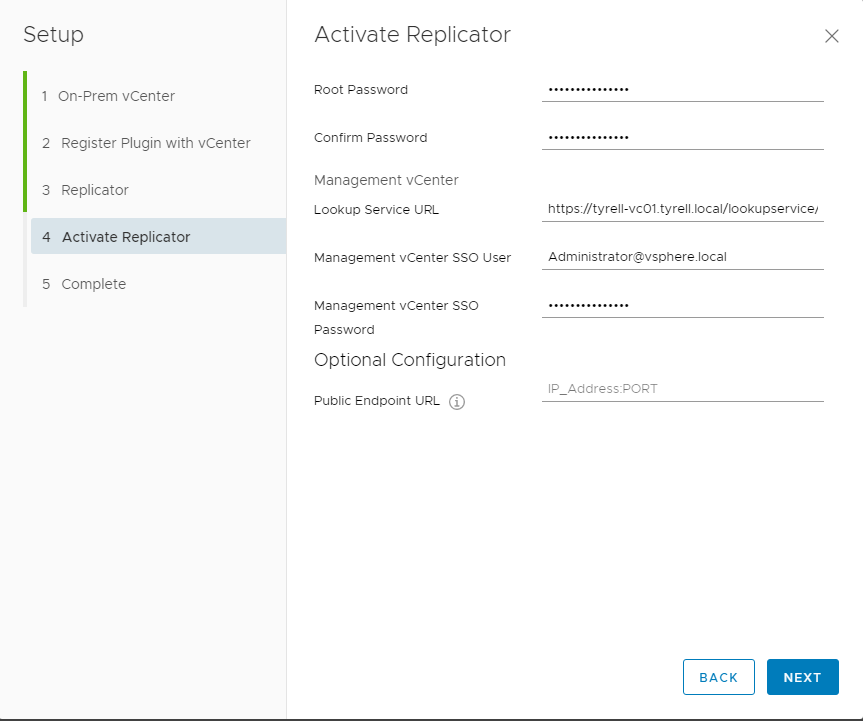 Setup
1 On-Prem vCenter
2 Register Plugin with vCenter
3 Replicator
4 Activate Replicator
5 Complete
Activate Replicator
Root Password •••••••••••••••
Confirm Password •••••••••••••••
Management vCenter
Lookup Service URL https://tyrell-vc01.tyrell.local/lookupservice/
Management vCenter SSO User Administrator@vsphere.local
Management vCenter SSO •••••••••••••••
Password
Optional Configuration
Public Endpoint URL IP_Address:PORT
BACK NEXT